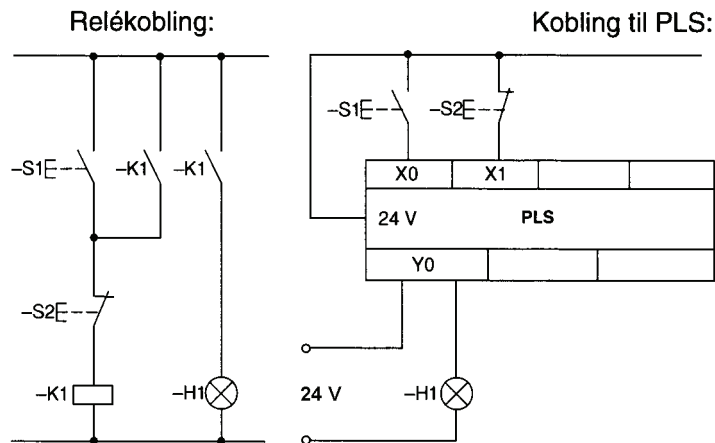 Relékobling:
Kobling til PLS:
–S1
–K1
–K1
–S2
–K1
–H1
–S1
–S2
X0
X1
24 V
PLS
Y0
24 V
–H1